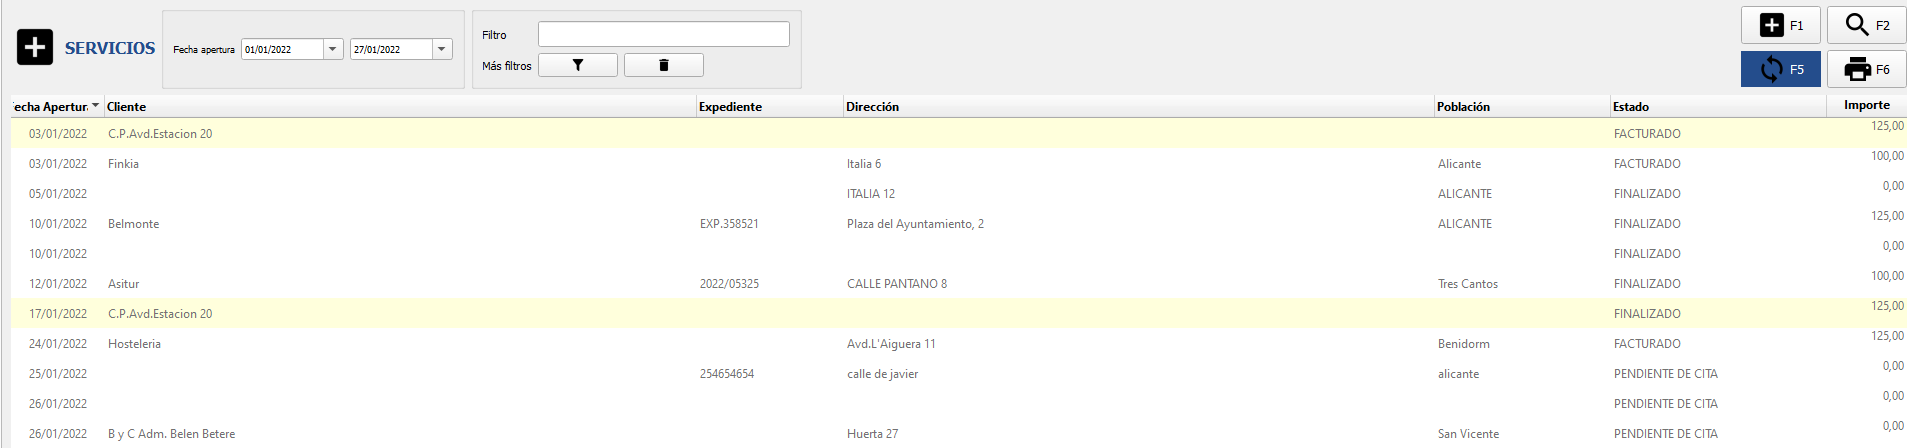 SERVICIOS
Fecha apertura 01/01/2022 27/01/2022
Filtro
Más filtros
F1
F2
F5
F6
echa Apertur Cliente Expediente Dirección Población Estado Importe
03/01/2022 C.P.Avd.Estacion 20 FACTURADO 125,00
03/01/2022 Finkia Italia 6 Alicante FACTURADO 100,00
05/01/2022 ITALIA 12 ALICANTE FINALIZADO 0,00
10/01/2022 Belmonte EXP.358521 Plaza del Ayuntamiento, 2 ALICANTE FINALIZADO 125,00
10/01/2022 FINALIZADO 0,00
12/01/2022 Asitur 2022/05325 CALLE PANTANO 8 Tres Cantos FINALIZADO 100,00
17/01/2022 C.P.Avd.Estacion 20 FINALIZADO 125,00
24/01/2022 Hosteleria Avd.L'Aiguera 11 Benidorm FACTURADO 125,00
25/01/2022 254654654 calle de javier alicante PENDIENTE DE CITA 0,00
26/01/2022 PENDIENTE DE CITA 0,00
26/01/2022 B y C Adm. Belen Betere Huerta 27 San Vicente PENDIENTE DE CITA 0,00